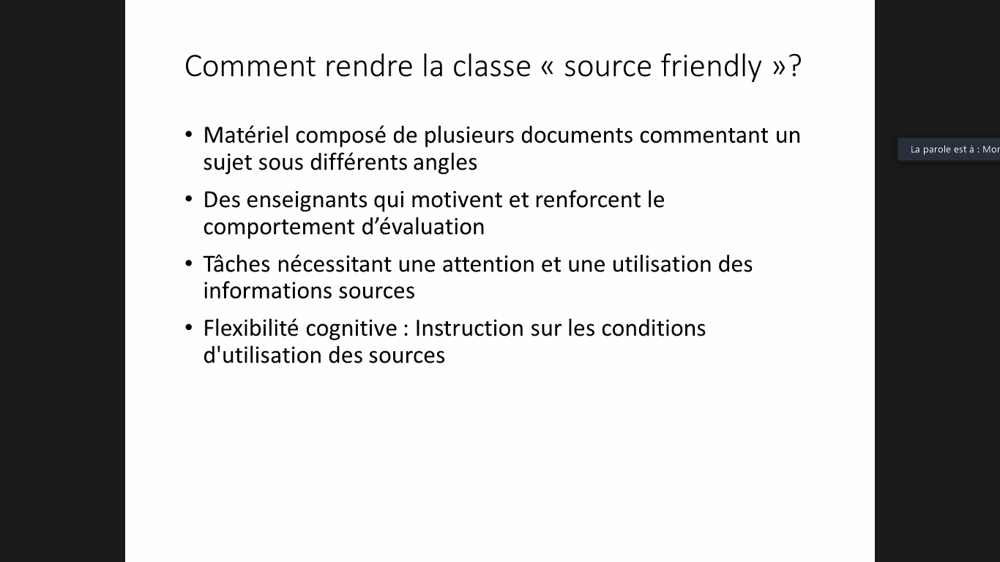 Comment rendre la classe « source friendly »?
• Matériel composé de plusieurs documents commentant un
sujet sous différents angles
• Des enseignants qui motivent et renforcent le
comportement d’évaluation
• Tâches nécessitant une attention et une utilisation des
informations sources
• Flexibilité cognitive : Instruction sur les conditions
d'utilisation des sources
La parole est à :